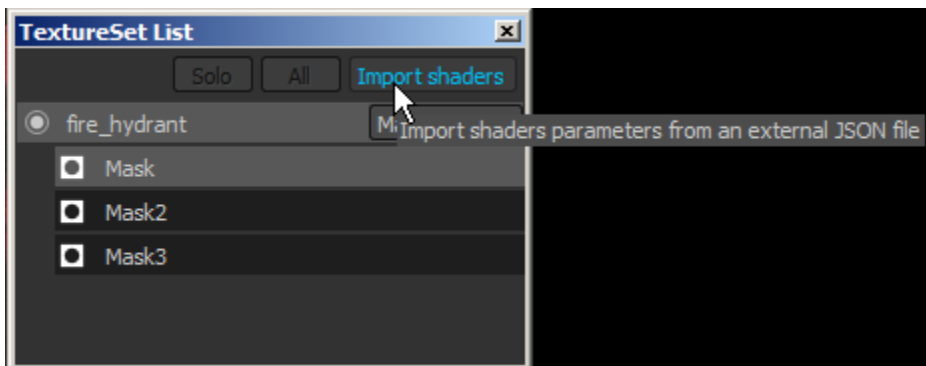 TextureSet List
Solo All Import shaders
fire_hydrant
Import shaders parameters from an external JSON file
Mask
Mask2
Mask3